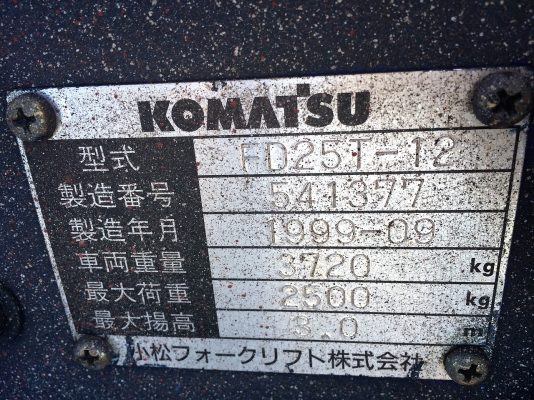 KOMATSU
型式 FD25T-12
製造番号 541377
製造年月 1999-09
車両重量 3720 kg
最大荷重 2500 kg
最大揚高 3.0 m
小松フォークリフト株式会社